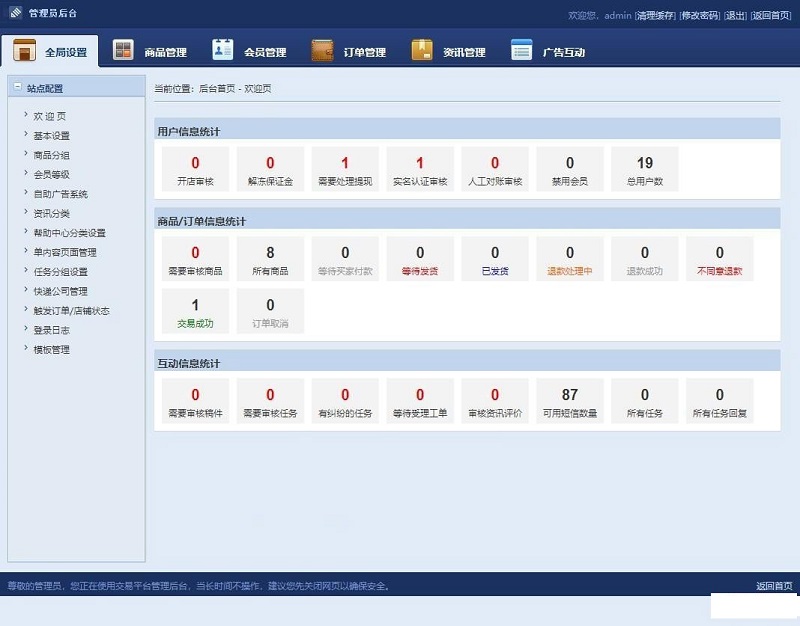 管理员后台
欢迎您，admin [清理缓存] [修改密码] [退出] [返回首页]
全局设置 商品管理 会员管理 订单管理 资讯管理 广告互动
站点配置
欢 迎 页
基本设置
商品分组
会员等级
自助广告系统
资讯分类
帮助中心分类设置
单内容页面管理
任务分组设置
快递公司管理
触发订单/店铺状态
登录日志
模板管理
当前位置：后台首页 - 欢迎页
用户信息统计
0 0 1 1 0 0 19
开店审核 解冻保证金 需要处理提现 实名认证审核 人工对账审核 禁用会员 总用户数
商品/订单信息统计
0 8 0 0 0 0 0 0
需要审核商品 所有商品 等待买家付款 等待发货 已发货 退款处理中 退款成功 不同意退款
1 0
交易成功 订单取消
互动信息统计
0 0 0 0 0 87 0 0
需要审核稿件 需要审核任务 有纠纷的任务 等待受理工单 审核资讯评价 可用短信数量 所有任务 所有任务回复
尊敬的管理员，您正在使用交易平台管理后台，当长时间不操作，建议您先关闭网页以确保安全。
返回首页